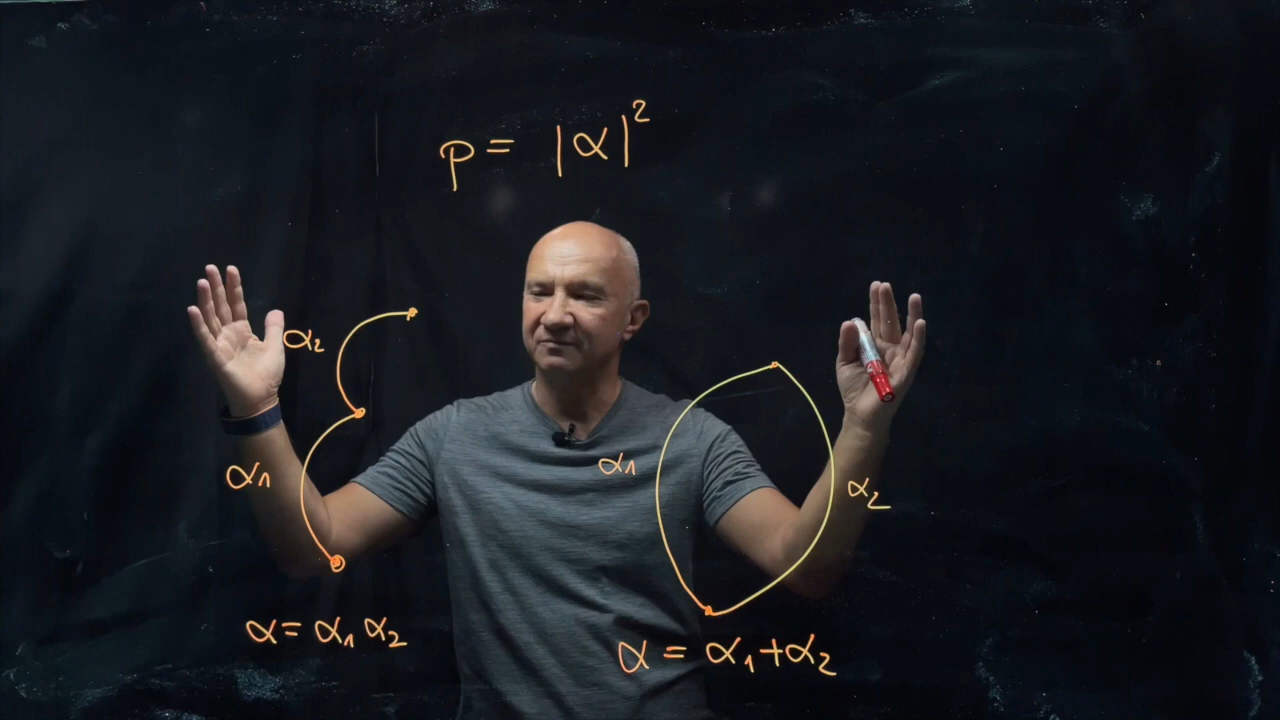 p = |α|²
α₂
α₁
α₁
α₂
α = α₁ α₂
α = α₁ + α₂